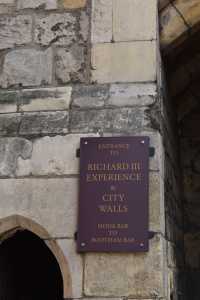 ENTRANCE
TO
RICHARD III
EXPERIENCE
&
CITY
WALLS
MONK BAR
TO
BOOTHAM BAR